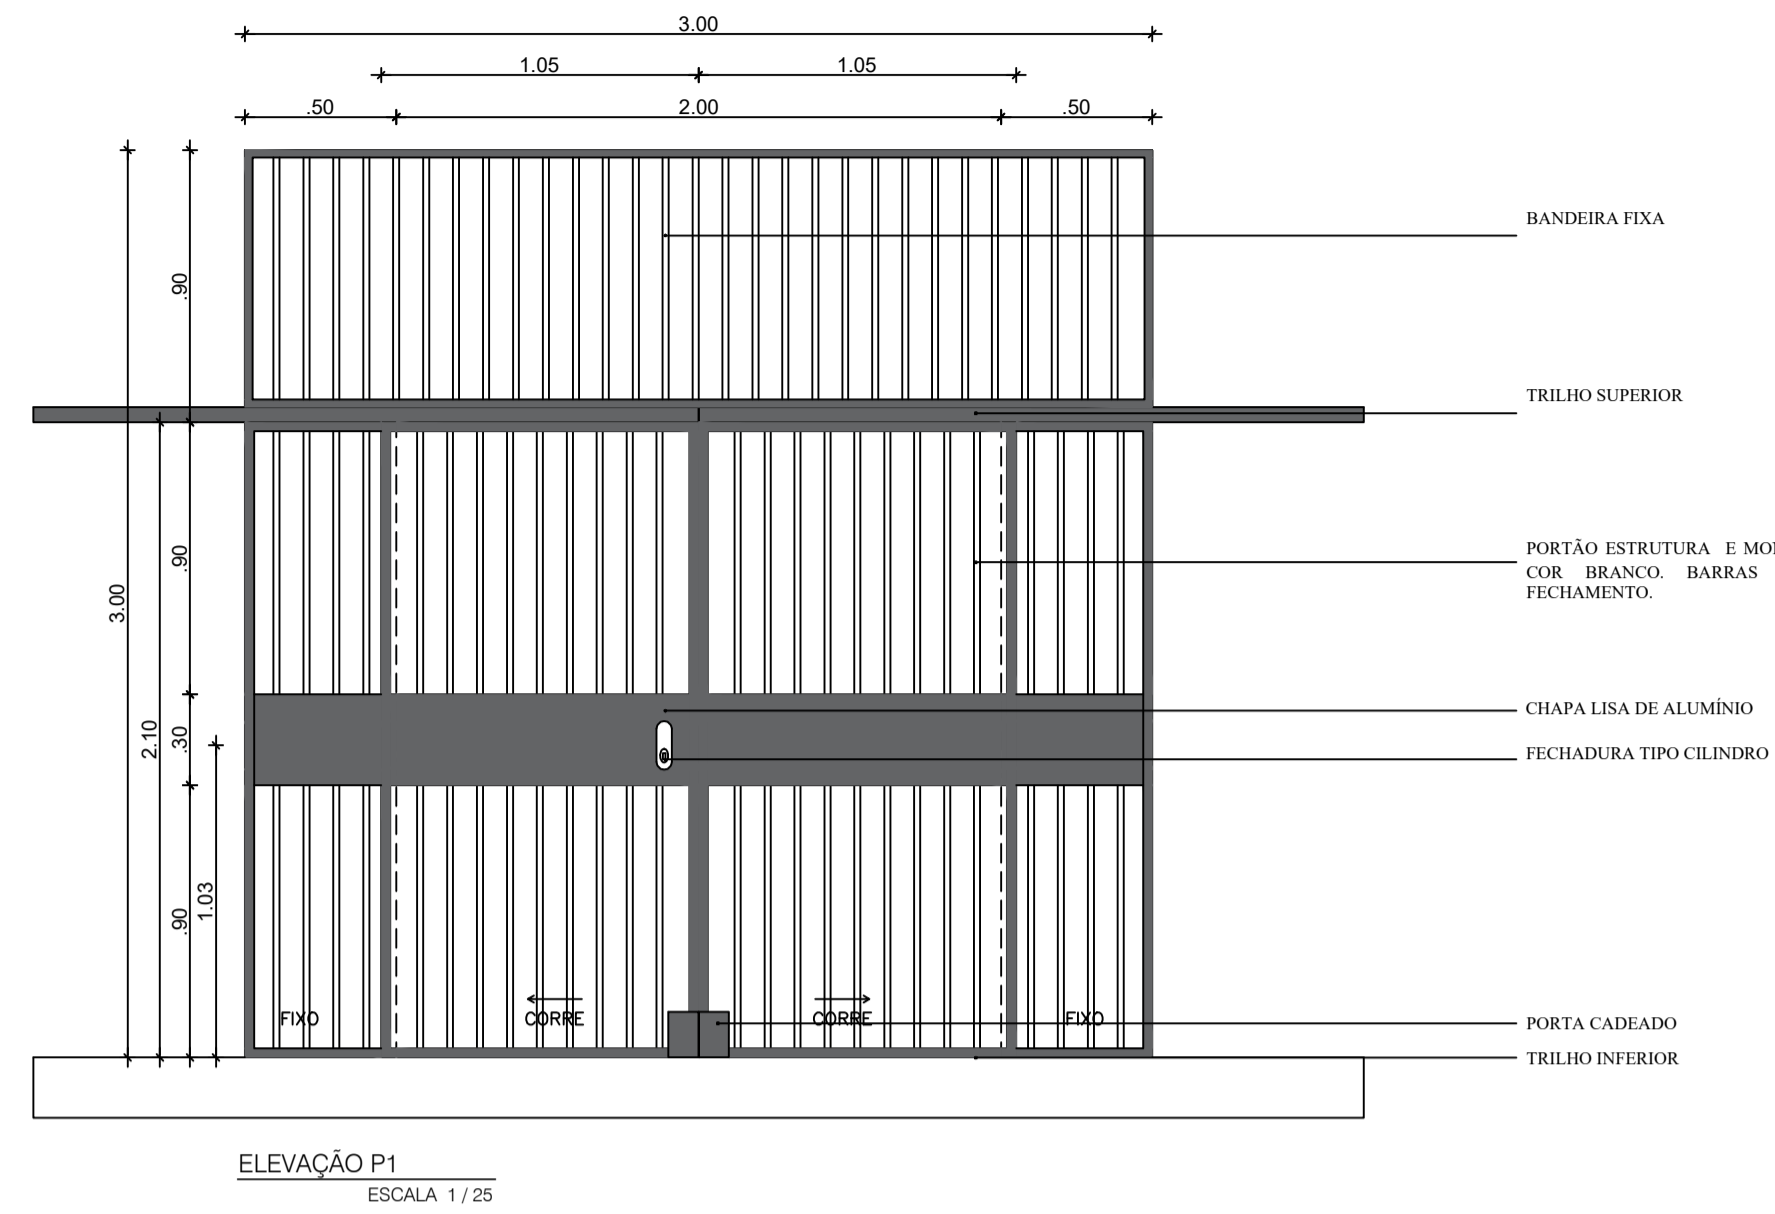 3.00
1.05 1.05
.50 2.00 .50
BANDEIRA FIXA
.90
TRILHO SUPERIOR
PORTÃO ESTRUTURA E
COR BRANCO. BARRAS
FECHAMENTO.
.90
3.00
CHAPA LISA DE ALUMÍNIO
2.10
.30
FECHADURA TIPO CILINDRO
1.03
.90
FIXO CORRE CORRE FIXO
PORTA CADEADO
TRILHO INFERIOR
ELEVAÇÃO P1
ESCALA 1 / 25